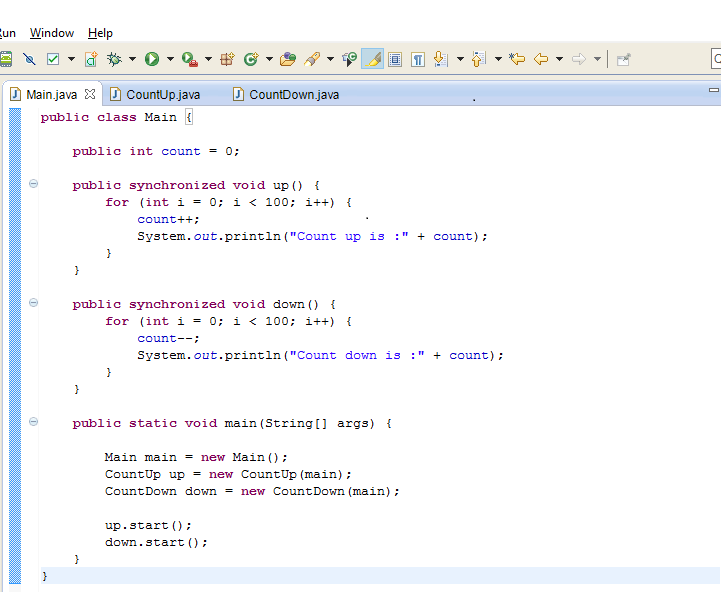 Run Window Help
Main.java CountUp.java CountDown.java
public class Main {
public int count = 0;
public synchronized void up() {
for (int i = 0; i < 100; i++) {
count++;
System.out.println("Count up is :" + count);
}
}
public synchronized void down() {
for (int i = 0; i < 100; i++) {
count--;
System.out.println("Count down is :" + count);
}
}
public static void main(String[] args) {
Main main = new Main();
CountUp up = new CountUp(main);
CountDown down = new CountDown(main);
up.start();
down.start();
}
}